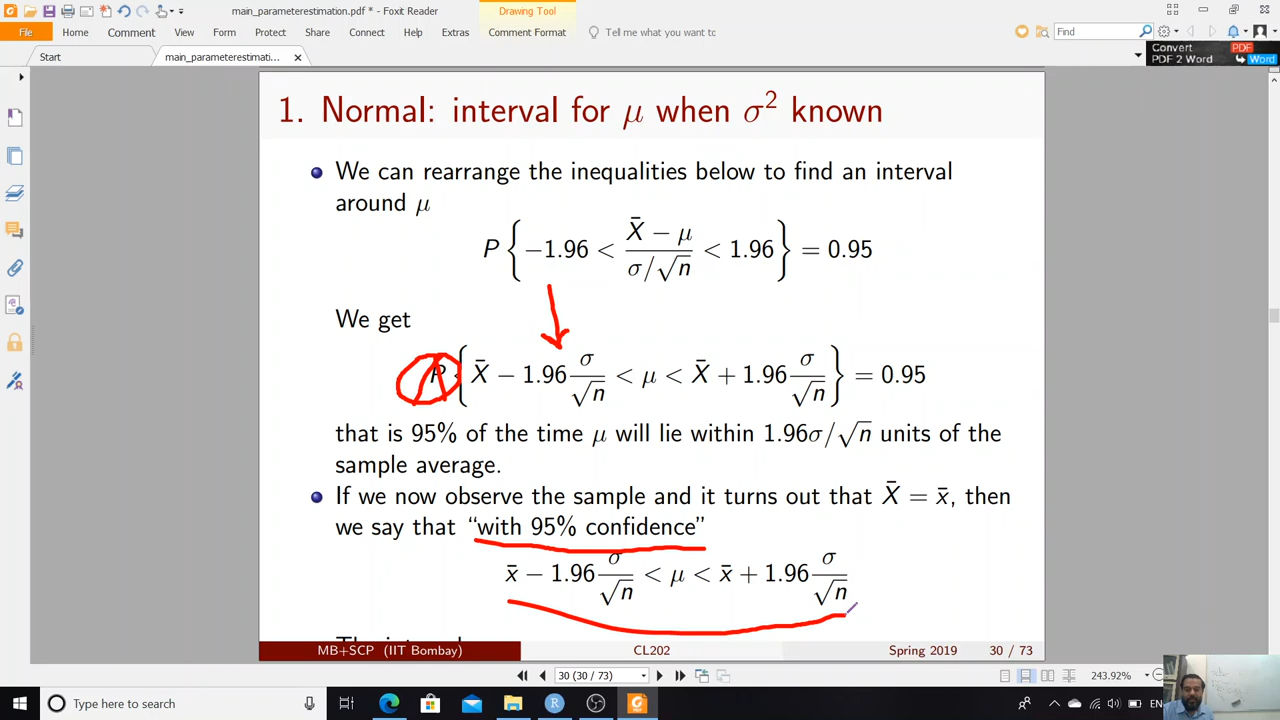 main_parameterestimation.pdf * - Foxit Reader
Drawing Tool
File Home Comment View Form Protect Share Connect Help Extras Comment Format Tell me what you want to Find
Start main_parameterestimati... ×
Convert PDF
PDF 2 Word Word
1. Normal: interval for μ when σ² known
We can rearrange the inequalities below to find an interval
around μ
P { −1.96 < (X̄ − μ)/(σ/√n) < 1.96 } = 0.95
We get
P { X̄ − 1.96 σ/√n < μ < X̄ + 1.96 σ/√n } = 0.95
that is 95% of the time μ will lie within 1.96σ/√n units of the
sample average.
If we now observe the sample and it turns out that X̄ = x̄, then
we say that “with 95% confidence”
x̄ − 1.96 σ/√n < μ < x̄ + 1.96 σ/√n
MB+SCP (IIT Bombay) CL202 Spring 2019 30 / 73
30 (30 / 73) 243.92%
Type here to search
ENG